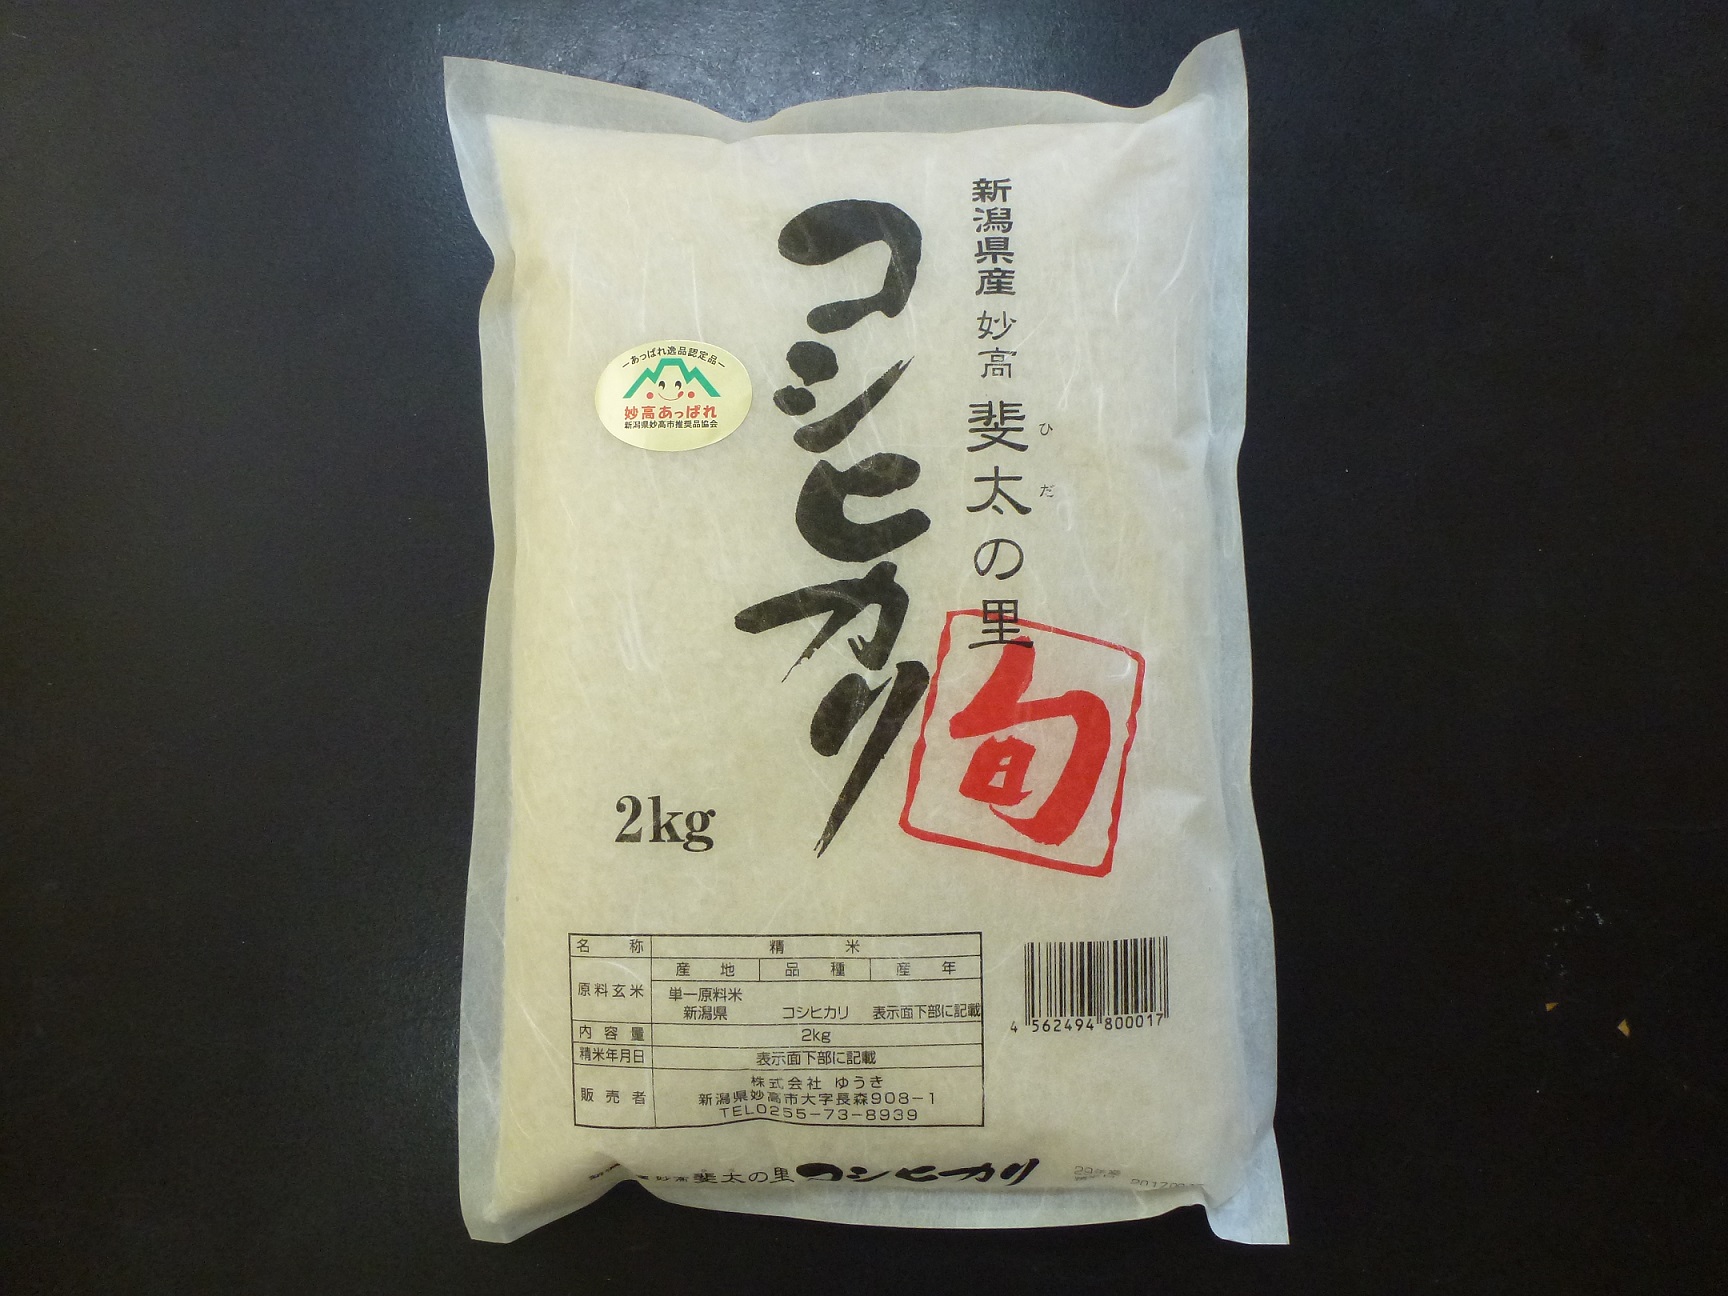 新潟県産 妙高 斐太の里
ひだ
コシヒカリ
旬
ーあっぱれ逸品認定品ー
妙高あっぱれ
新潟県妙高市推奨品協会
2kg
名称 精米
原料玄米 産地 品種 産年
単一原料米
新潟県 コシヒカリ 表示面下部に記載
内容量 2kg
精米年月日 表示面下部に記載
販売者 株式会社 ゆうき
新潟県妙高市大字長森908-1
TEL0255-73-8939
4 562494 800017
妙高 斐太の里 コシヒカリ